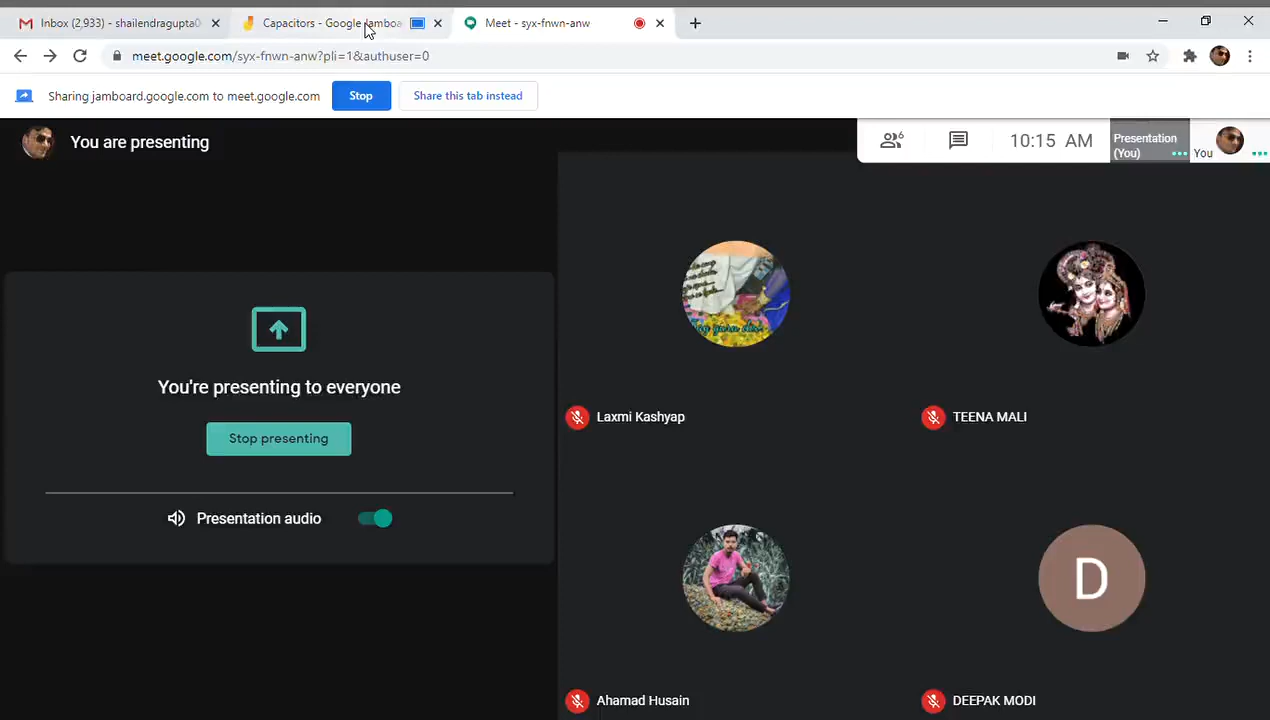 Inbox (2,933) - shailendragupta0
Capacitors - Google Jamboa
Meet - syx-fnwn-anw
meet.google.com/syx-fnwn-anw?pli=1&authuser=0
Sharing jamboard.google.com to meet.google.com
Stop
Share this tab instead
You are presenting
6
10:15 AM
Presentation
(You)
You
You're presenting to everyone
Stop presenting
Presentation audio
Laxmi Kashyap
TEENA MALI
D
Ahamad Husain
DEEPAK MODI